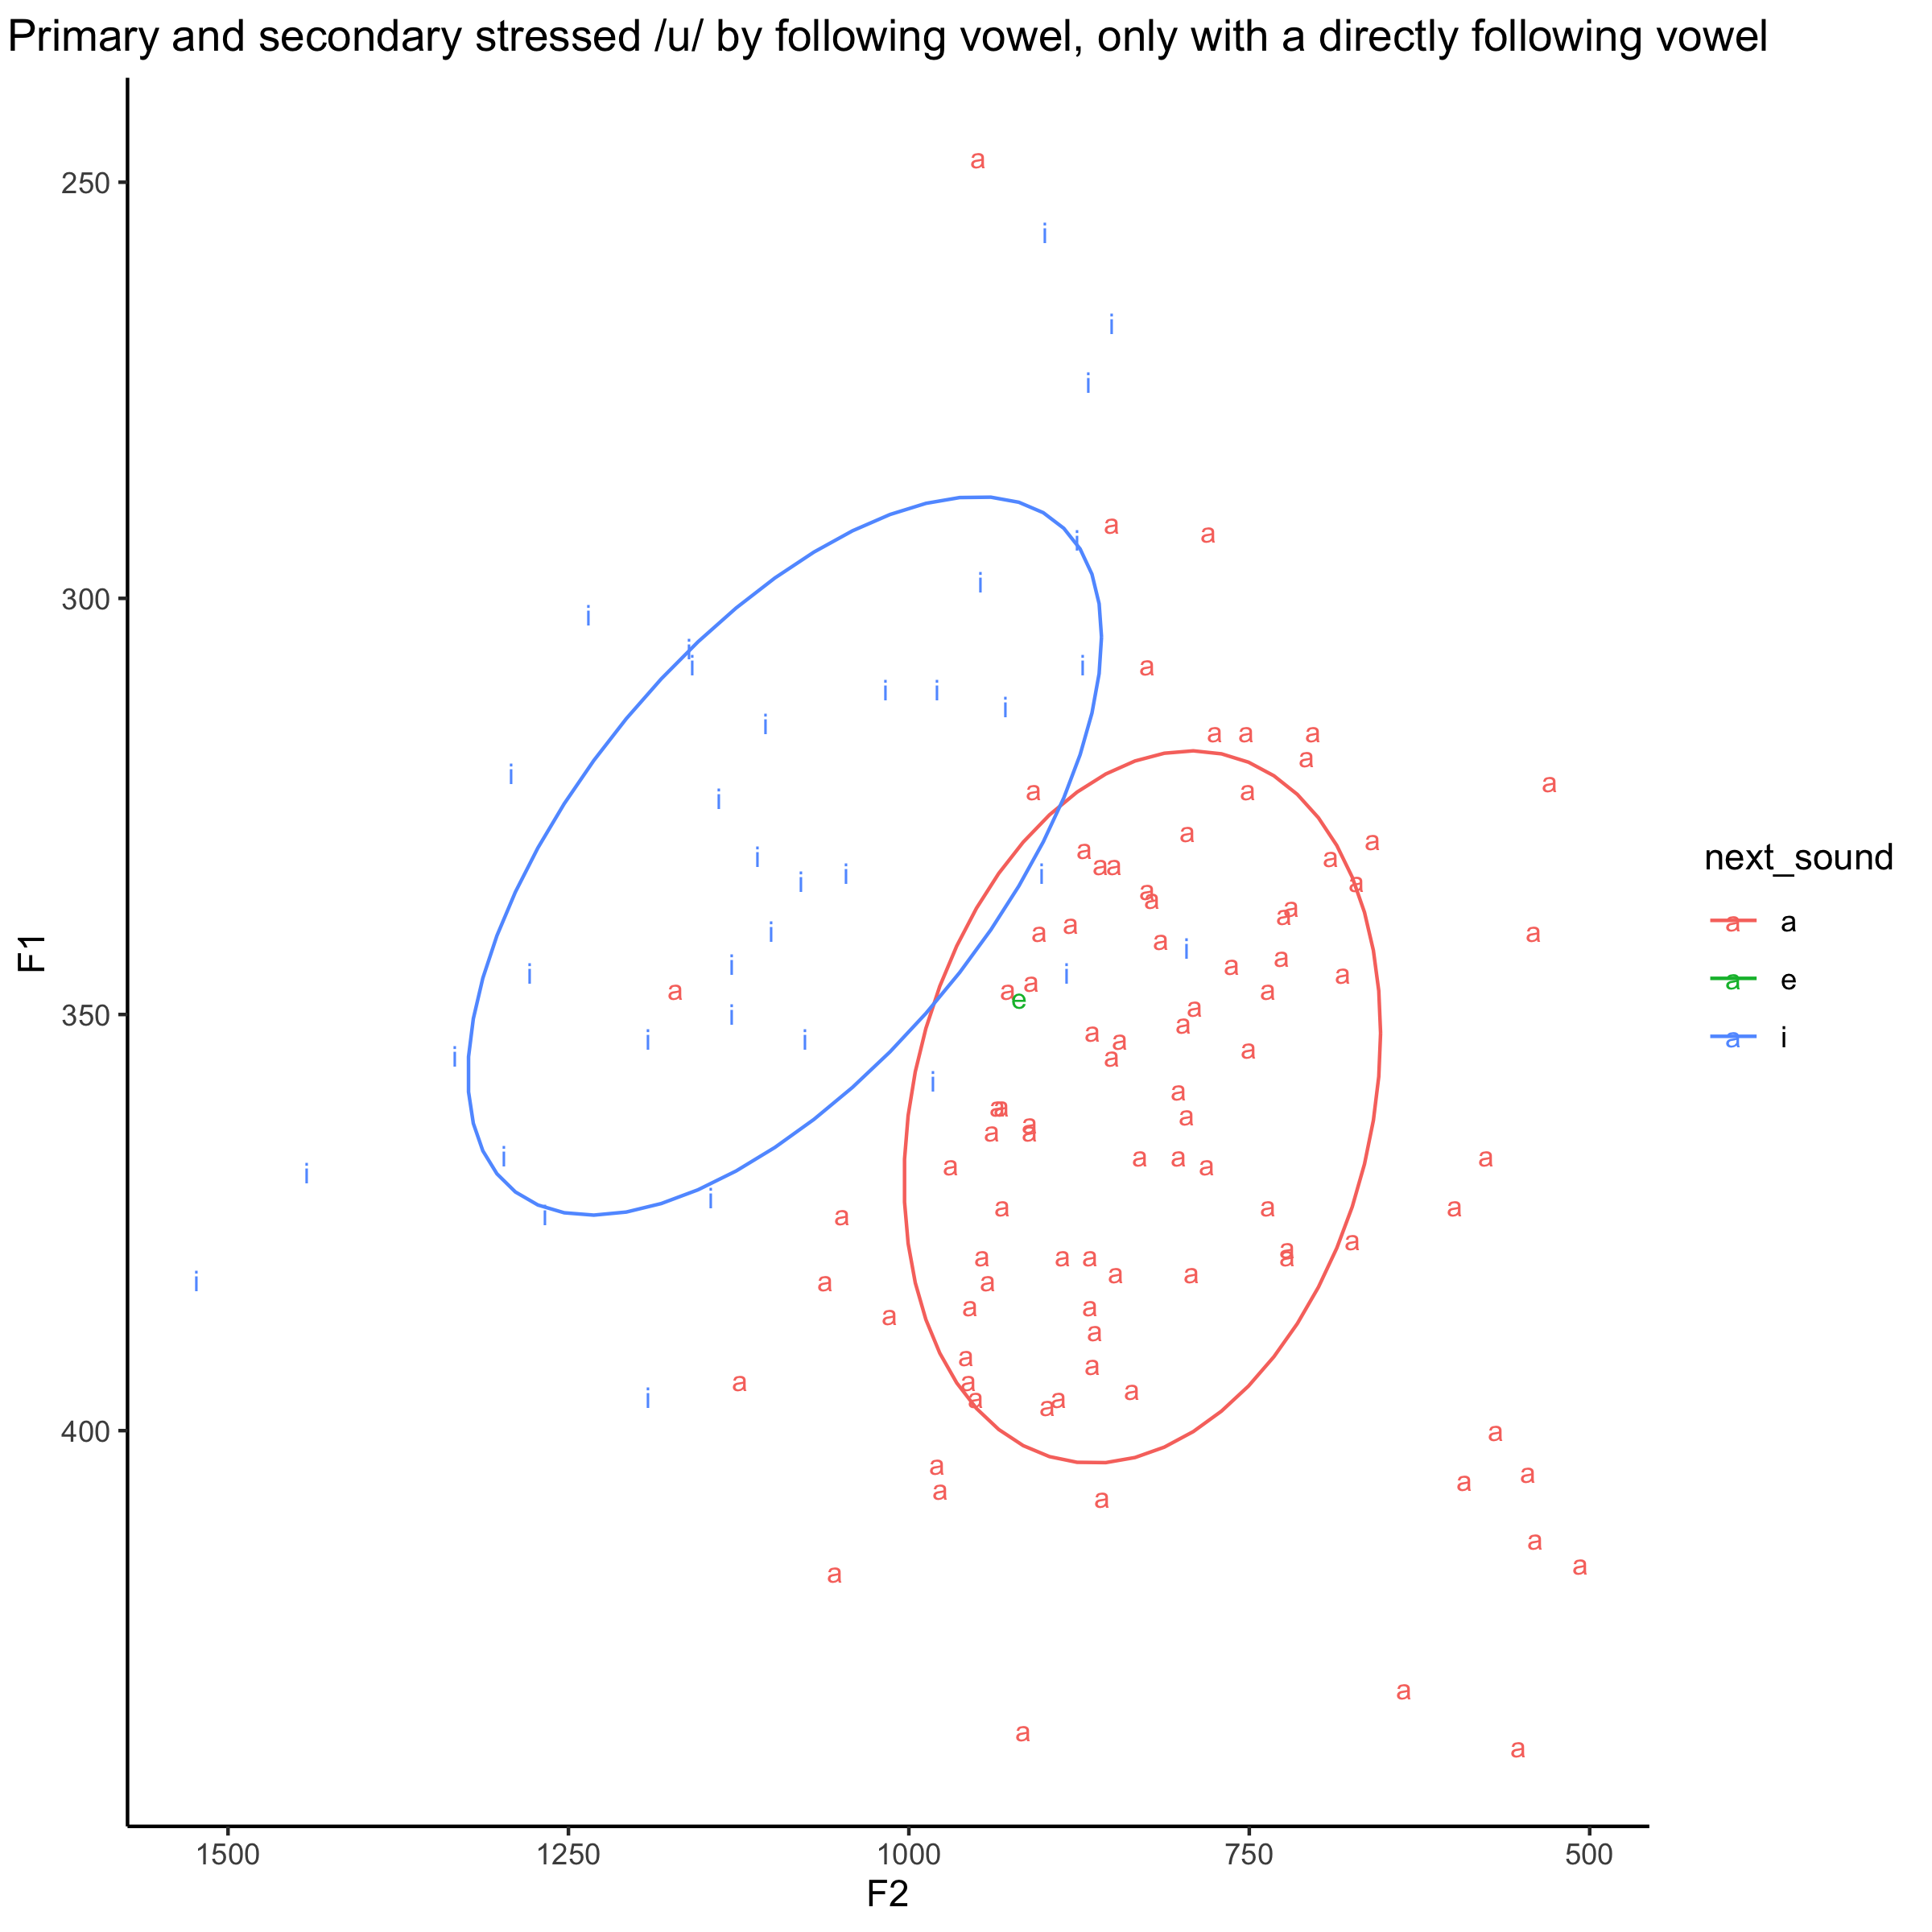 Primary and secondary stressed /u/ by following vowel, only with a directly following vowel
250
300
350
400
F1
1500
1250
1000
750
500
F2
next_sound
a a
a e
a i